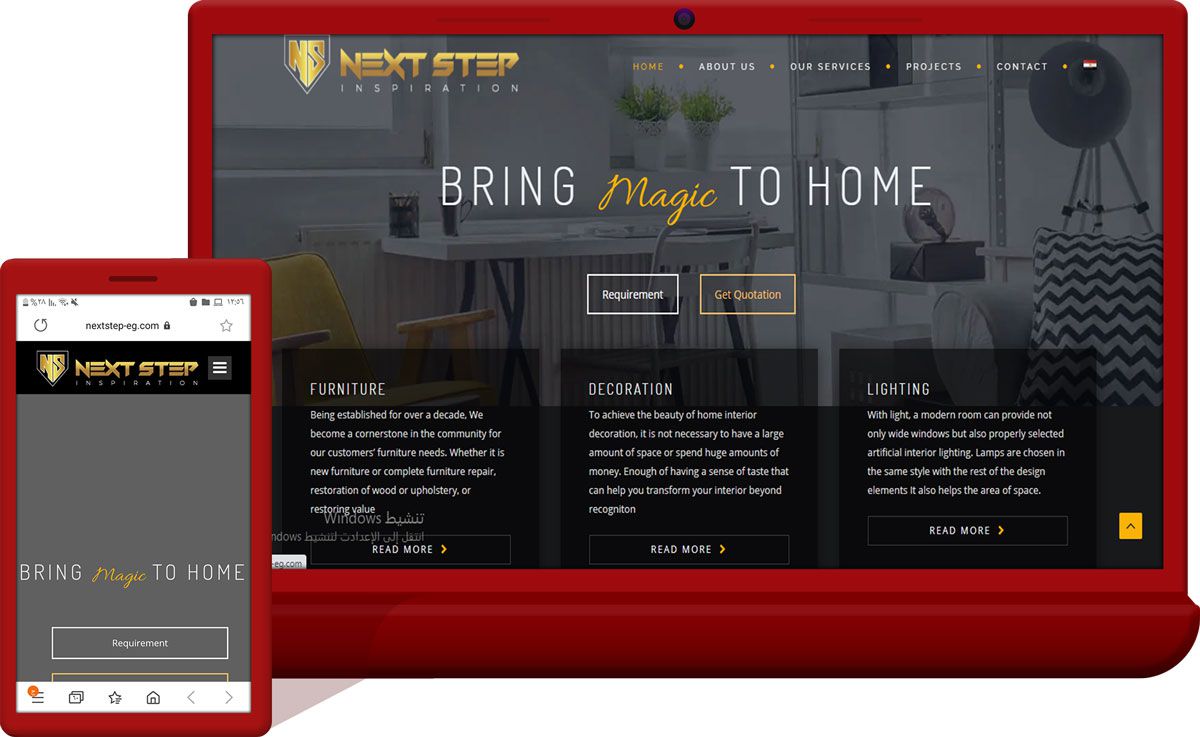 NS NEXT STEP
INSPIRATION
HOME • ABOUT US • OUR SERVICES • PROJECTS • CONTACT •
BRING Magic TO HOME
Requirement Get Quotation
FURNITURE
Being established for over a decade, We
become a cornerstone in the community for
our customers’ furniture needs. Whether it is
new furniture or complete furniture repair,
restoration of wood or upholstery, or
restoring value
READ MORE
DECORATION
To achieve the beauty of home interior
decoration, it is not necessary to have a large
amount of space or spend huge amounts of
money. Enough of having a sense of taste that
can help you transform your interior beyond
recogniton
READ MORE
LIGHTING
With light, a modern room can provide not
only wide windows but also properly selected
artificial interior lighting. Lamps are chosen in
the same style with the rest of the design
elements It also helps the area of space.
READ MORE
تنشيط Windows
انتقل إلى الإعدادت لتنشيط ndows
-eg.com
%٢٨ ١٢:٥٦
nextstep-eg.com
NS NEXT STEP
INSPIRATION
BRING Magic TO HOME
Requirement